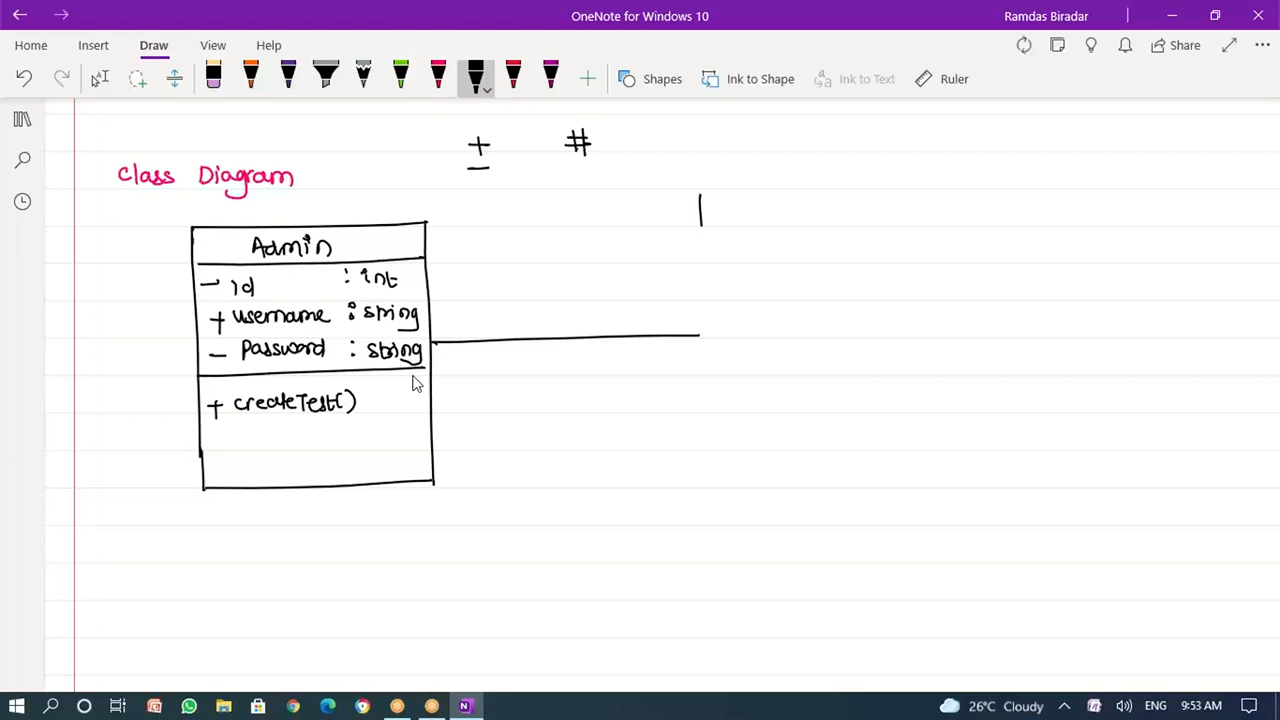 OneNote for Windows 10
Ramdas Biradar
Home Insert Draw View Help
Share
Shapes
Ink to Shape
Ink to Text
Ruler
+ #
−
Class Diagram
Admin
− id : int
+ username : string
− Password : string
+ createTest()
26°C Cloudy
ENG
9:53 AM